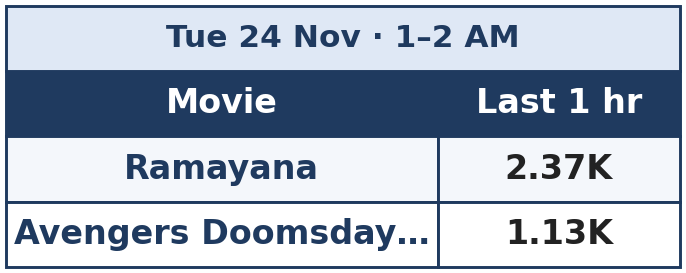 Tue 24 Nov · 1–2 AM
Movie Last 1 hr
Ramayana 2.37K
Avengers Doomsday... 1.13K